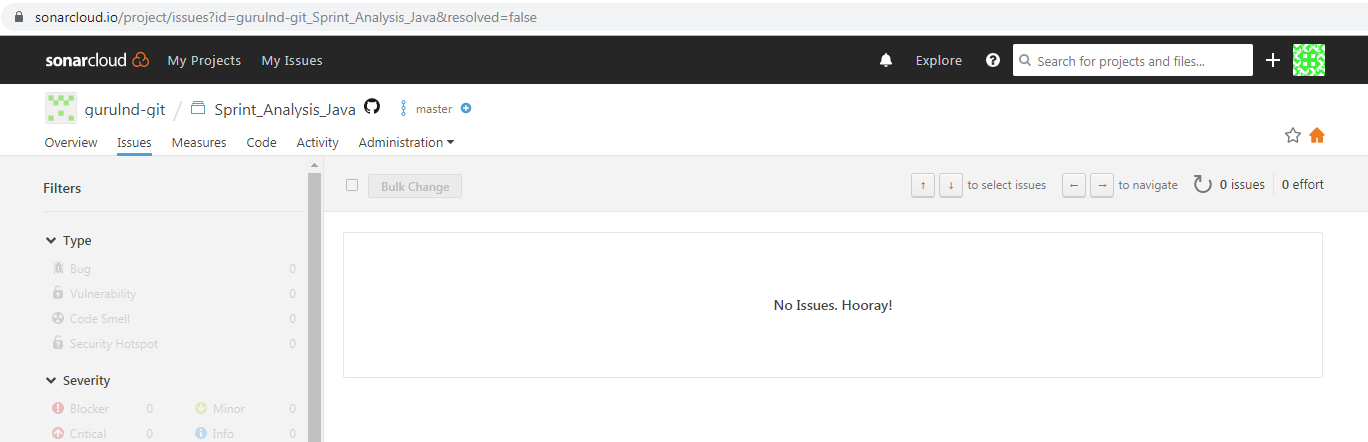 sonarcloud.io/project/issues?id=gurulnd-git_Sprint_Analysis_Java&resolved=false
sonarcloud My Projects My Issues Explore ? Search for projects and files... +
gurulnd-git / Sprint_Analysis_Java master
Overview Issues Measures Code Activity Administration
Filters Bulk Change ↑ ↓ to select issues ← → to navigate 0 issues 0 effort
Type
Bug 0
Vulnerability 0
Code Smell 0
Security Hotspot 0
No Issues. Hooray!
Severity
Blocker 0 Minor 0
Critical 0 Info 0